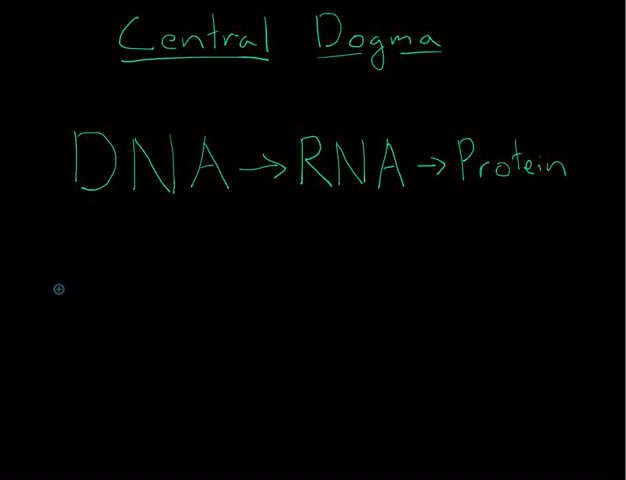 Central Dogma
DNA → RNA → Protein